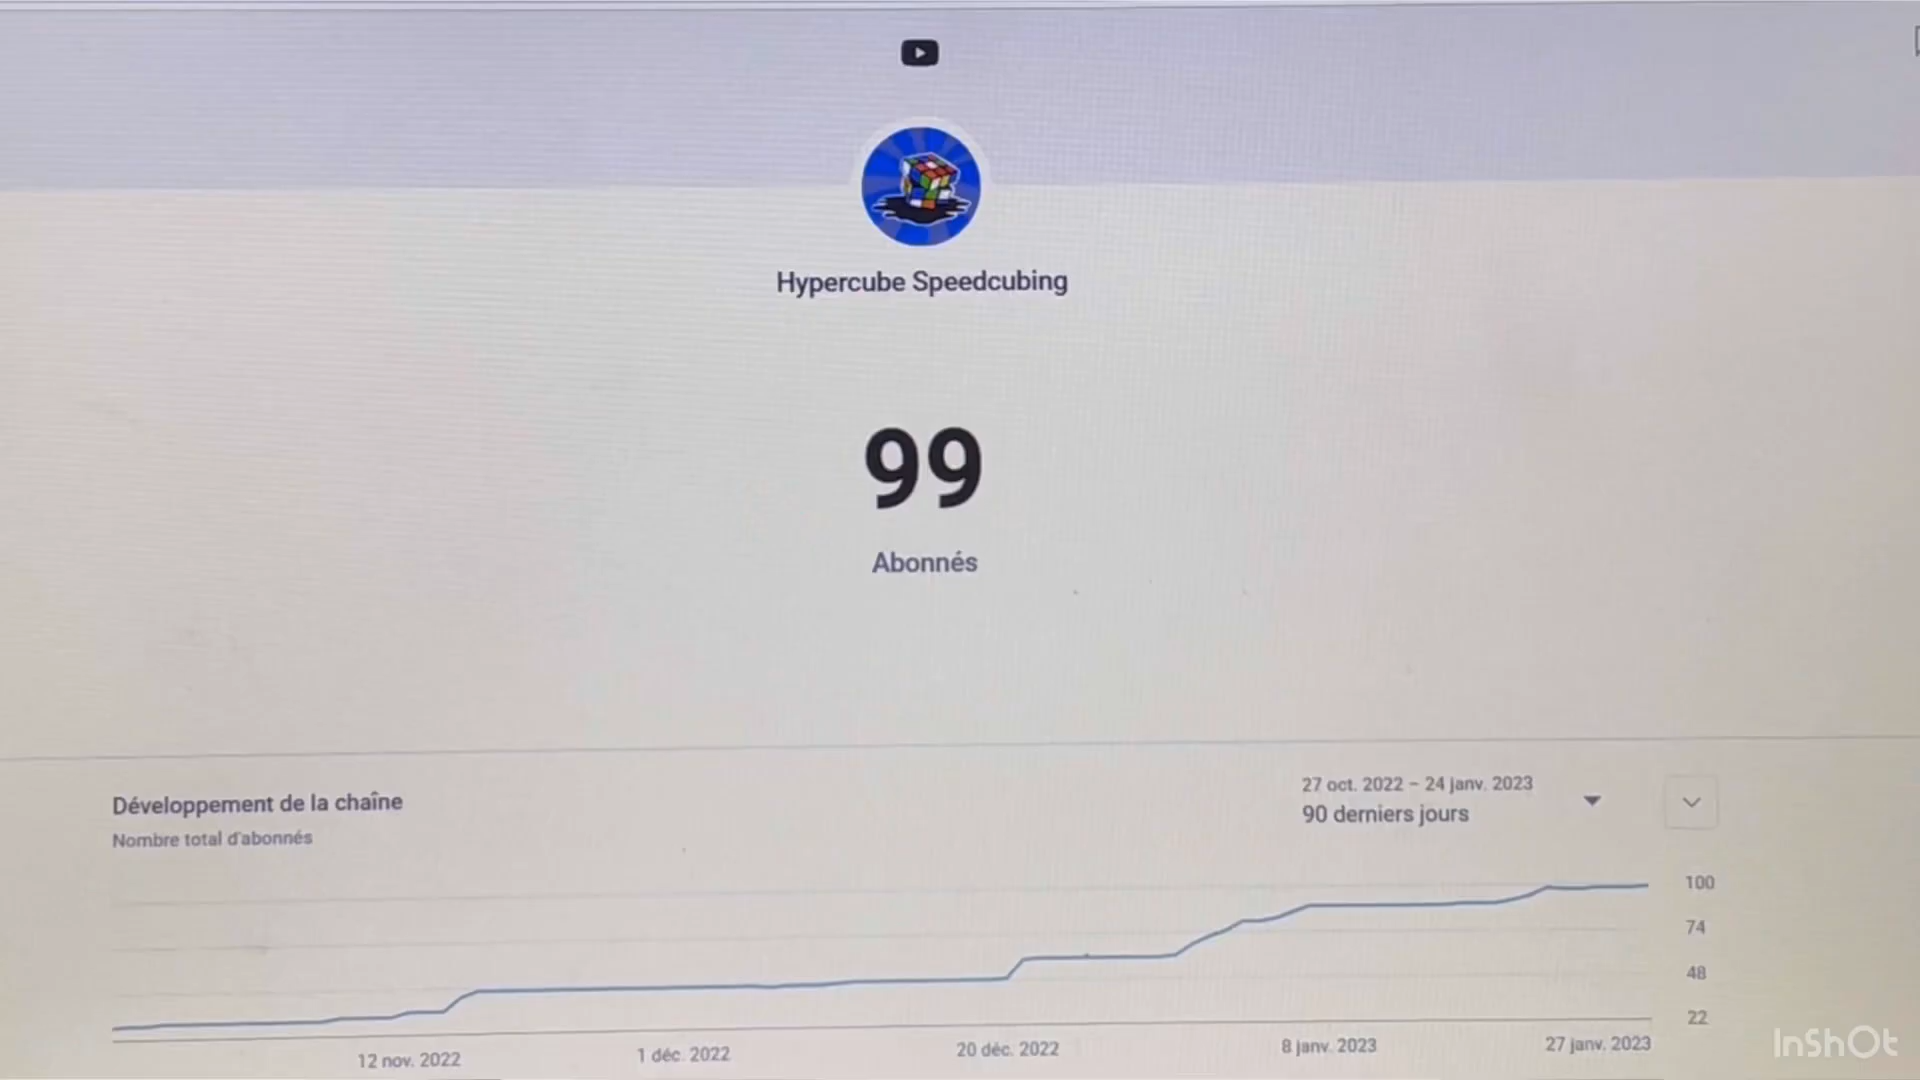 Hypercube Speedcubing
99
Abonnés
Développement de la chaîne
Nombre total d'abonnés
27 oct. 2022 – 24 janv. 2023
90 derniers jours
100
74
48
22
12 nov. 2022
1 déc. 2022
20 déc. 2022
8 janv. 2023
27 janv. 2023
InShOt